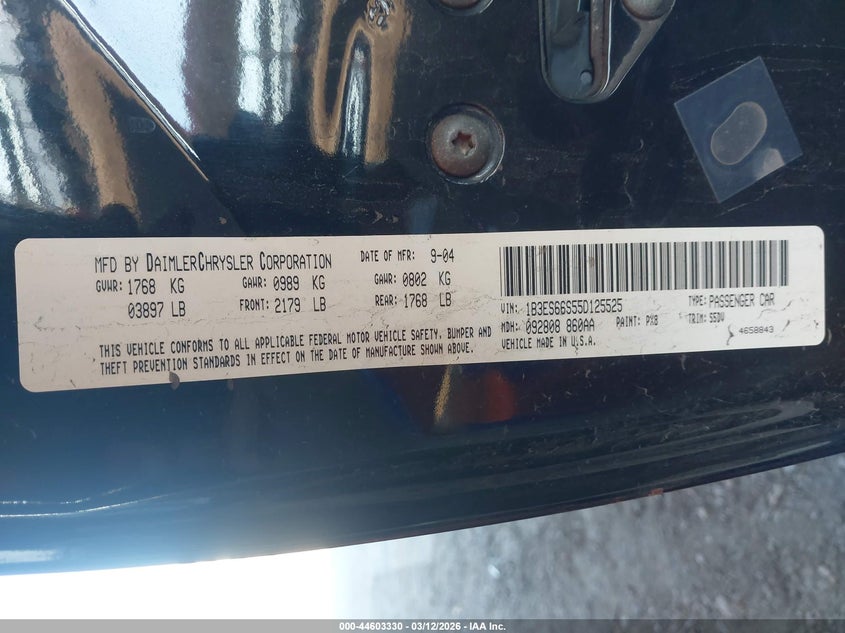 MFD BY DAIMLERCHRYSLER CORPORATION DATE OF MFR: 9-04
GVWR: 1768 KG GAWR: 0989 KG GAWR: 0802 KG
03897 LB FRONT: 2179 LB REAR: 1768 LB
THIS VEHICLE CONFORMS TO ALL APPLICABLE FEDERAL MOTOR VEHICLE SAFETY, BUMPER AND
THEFT PREVENTION STANDARDS IN EFFECT ON THE DATE OF MANUFACTURE SHOWN ABOVE.
VIN: 1B3ES66S55D125525 TYPE: PASSENGER CAR
MDH: 092808 860AA PAINT: PX8 TRIM: S5DV
VEHICLE MADE IN U.S.A. 4658843
000-44603330 - 03/12/2026 - IAA Inc.